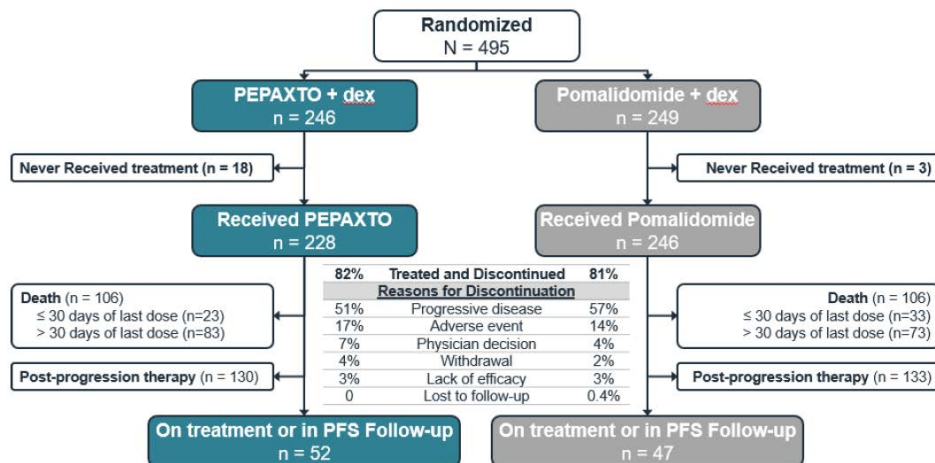 Randomized
N = 495
PEPAXTO + dex
n = 246
Pomalidomide + dex
n = 249
Never Received treatment (n = 18)
Never Received treatment (n = 3)
Received PEPAXTO
n = 228
Received Pomalidomide
n = 246
82% Treated and Discontinued 81%
Reasons for Discontinuation
51% Progressive disease 57%
17% Adverse event 14%
7% Physician decision 4%
4% Withdrawal 2%
3% Lack of efficacy 3%
0 Lost to follow-up 0.4%
Death (n = 106)
≤ 30 days of last dose (n=23)
> 30 days of last dose (n=83)
Death (n = 106)
≤ 30 days of last dose (n=33)
> 30 days of last dose (n=73)
Post-progression therapy (n = 130)
Post-progression therapy (n = 133)
On treatment or in PFS Follow-up
n = 52
On treatment or in PFS Follow-up
n = 47